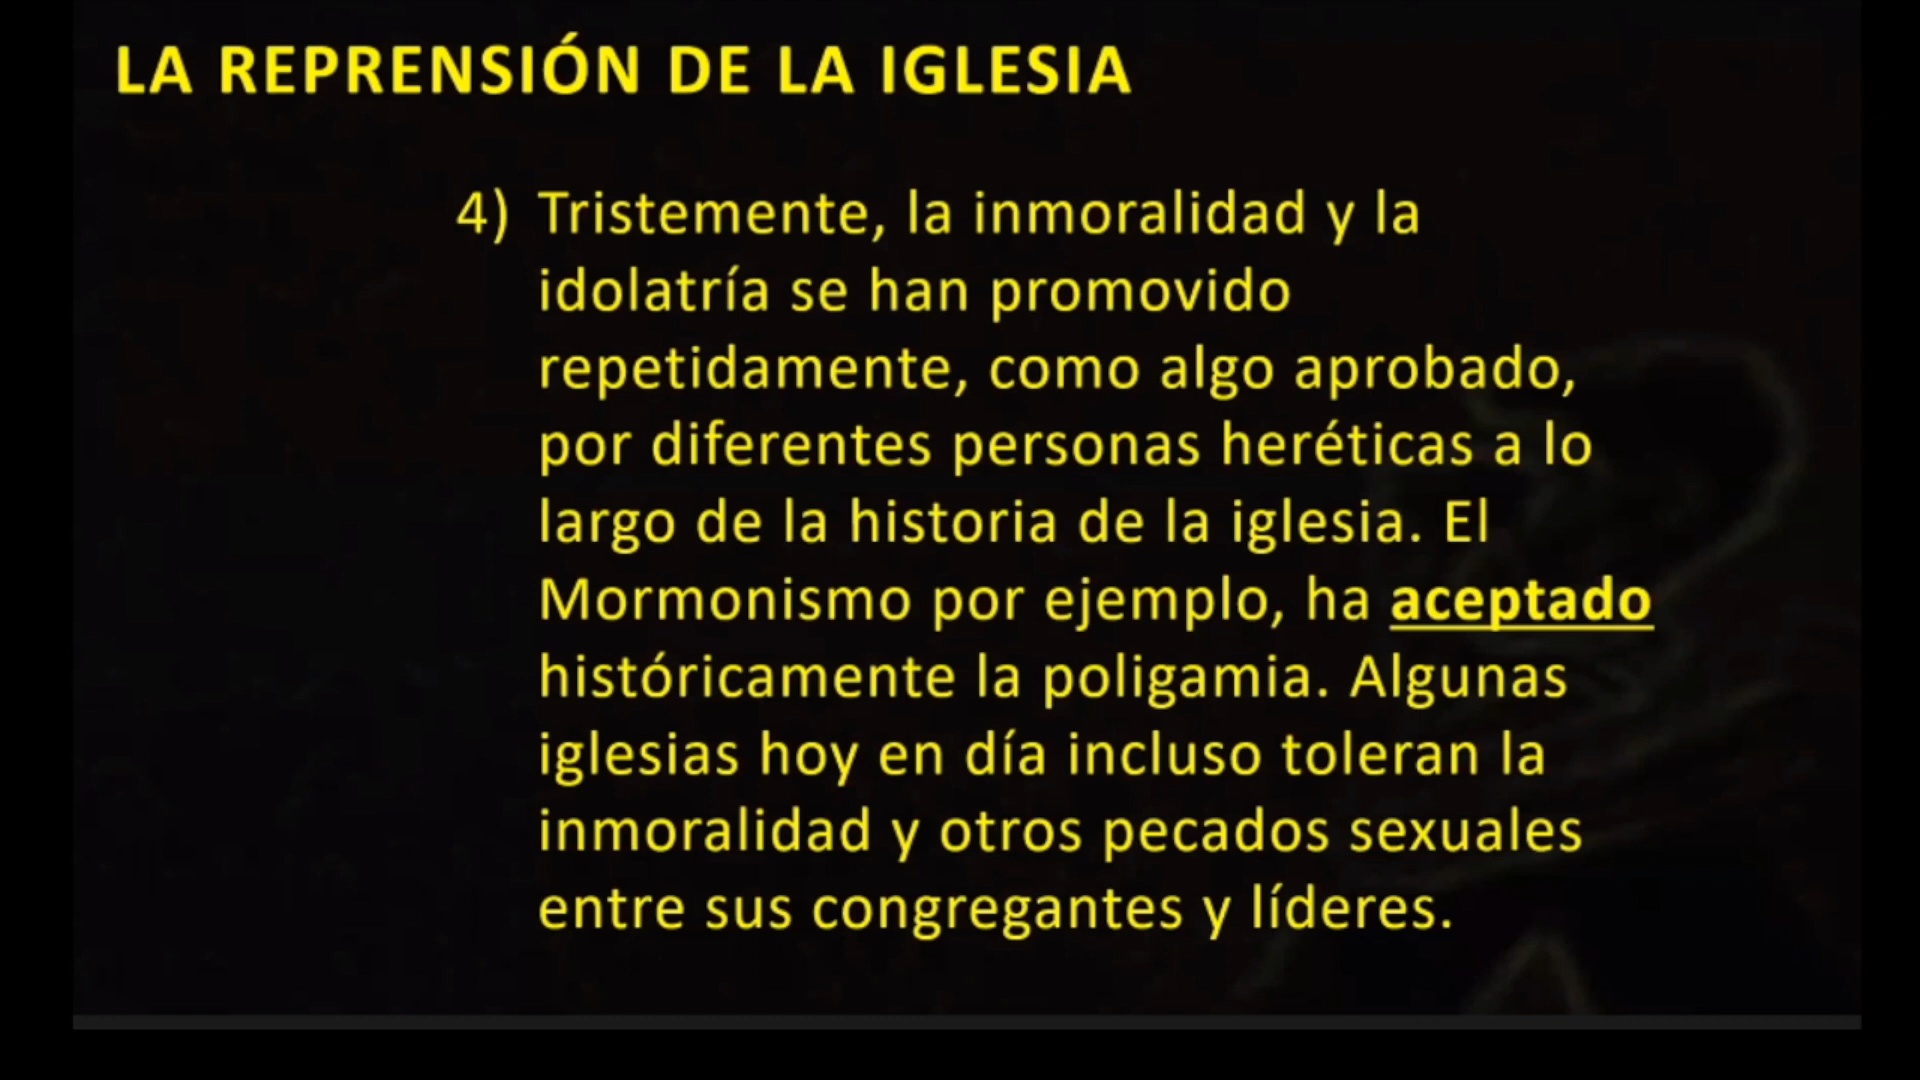 LA REPRENSIÓN DE LA IGLESIA
4) Tristemente, la inmoralidad y la
idolatría se han promovido
repetidamente, como algo aprobado,
por diferentes personas heréticas a lo
largo de la historia de la iglesia. El
Mormonismo por ejemplo, ha aceptado
históricamente la poligamia. Algunas
iglesias hoy en día incluso toleran la
inmoralidad y otros pecados sexuales
entre sus congregantes y líderes.